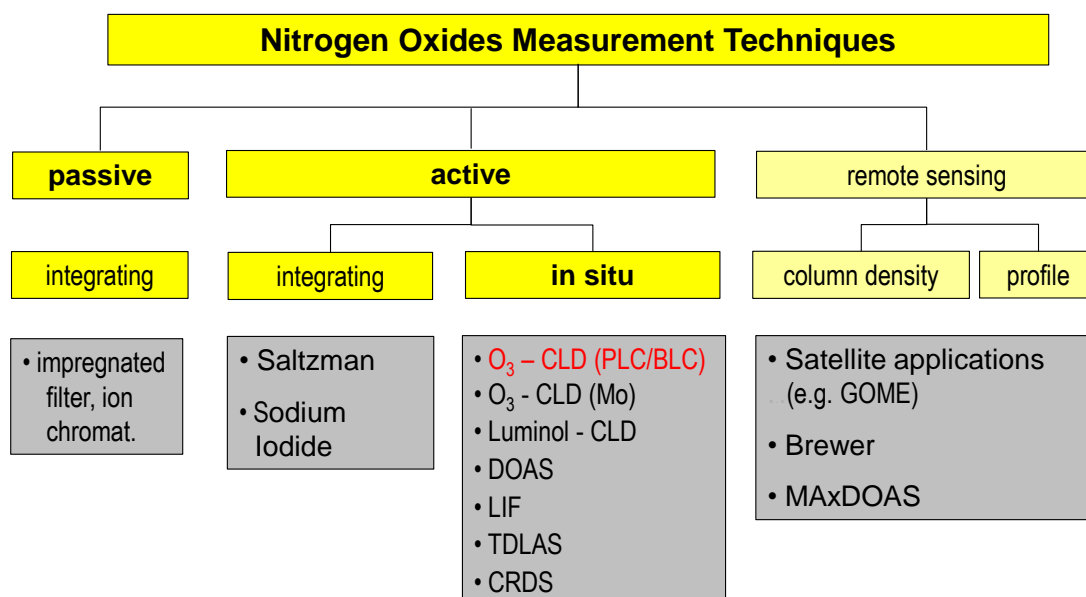 Nitrogen Oxides Measurement Techniques
passive
active
remote sensing
integrating
integrating
in situ
column density
profile
• impregnated
filter, ion
chromat.
• Saltzman
• Sodium
Iodide
• O₃ – CLD (PLC/BLC)
• O₃ - CLD (Mo)
• Luminol - CLD
• DOAS
• LIF
• TDLAS
• CRDS
• Satellite applications
(e.g. GOME)
• Brewer
• MAxDOAS